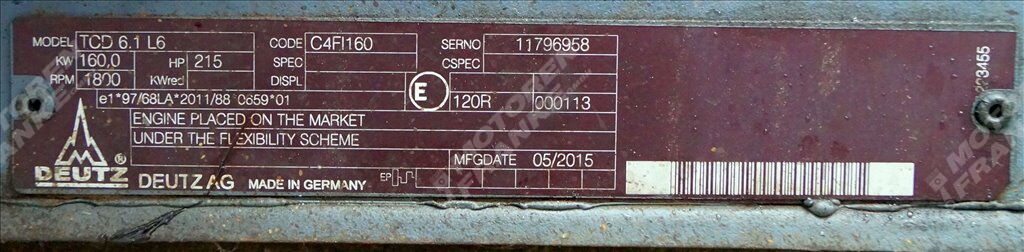 MODEL TCD 6.1 L6 CODE C4FI160 SERNO 11796958
KW 160,0 HP 215 SPEC CSPEC
RPM 1800 KWred DISPL
e1*97/68LA*2011/88*0659*01 E 120R 000113
ENGINE PLACED ON THE MARKET
UNDER THE FLEXIBILITY SCHEME
MFGDATE 05/2015
DEUTZ ® DEUTZ AG MADE IN GERMANY EP
MOTOREN
FRANKE